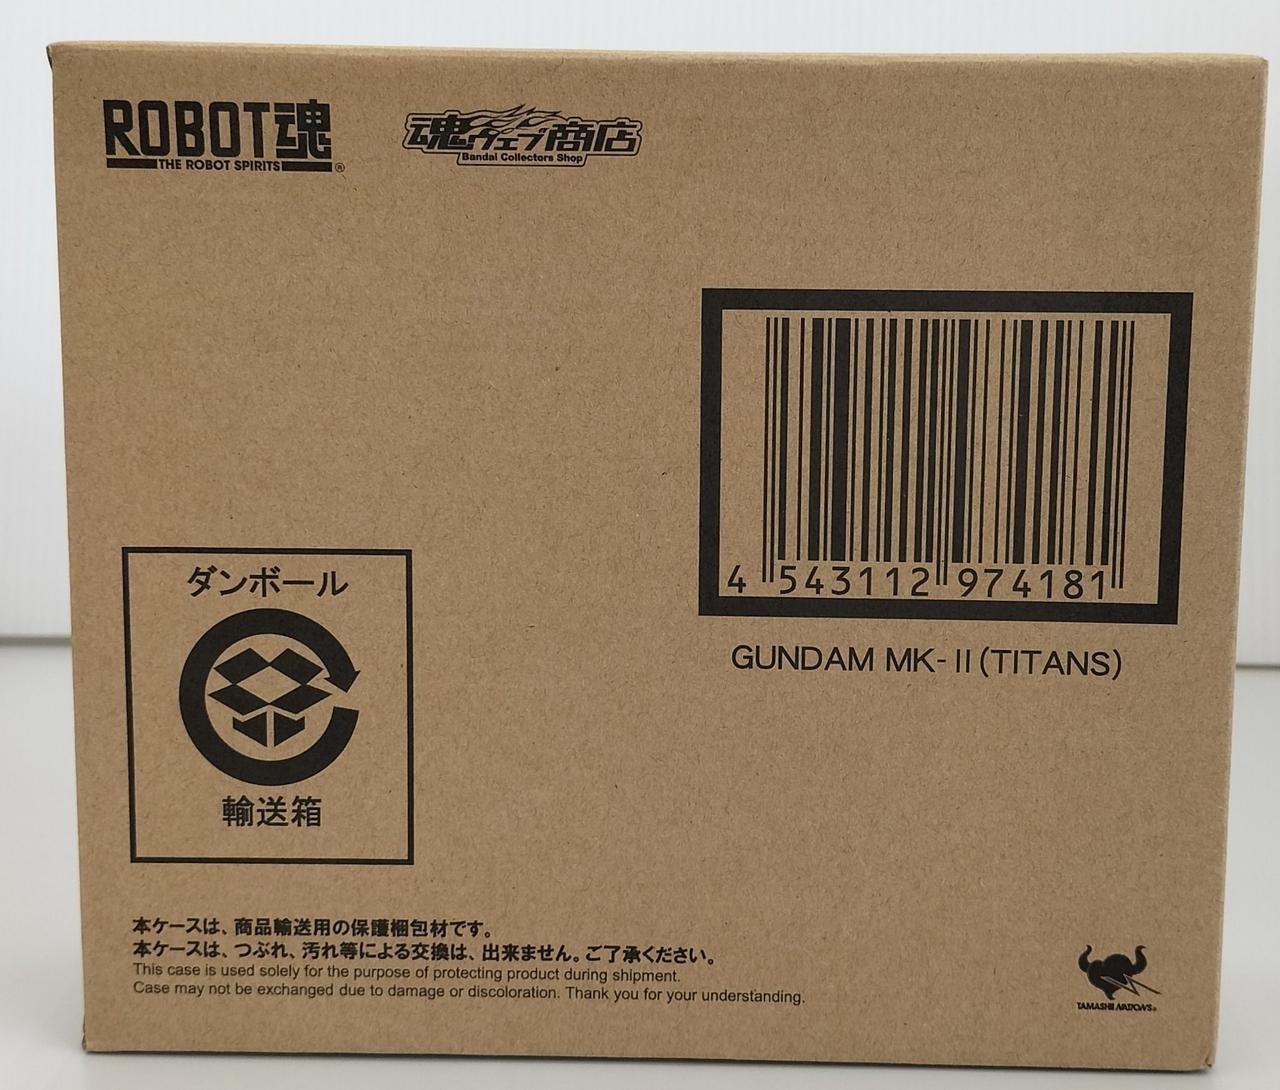 ROBOT魂
THE ROBOT SPIRITS®
魂ウェブ商店
Bandai Collectors Shop
4 543112 974181
GUNDAM MK-II(TITANS)
ダンボール
輸送箱
本ケースは、商品輸送用の保護梱包材です。
本ケースは、つぶれ、汚れ等による交換は、出来ません。ご了承ください。
This case is used solely for the purpose of protecting product during shipment.
Case may not be exchanged due to damage or discoloration. Thank you for your understanding.
TAMASHII NATIONS®